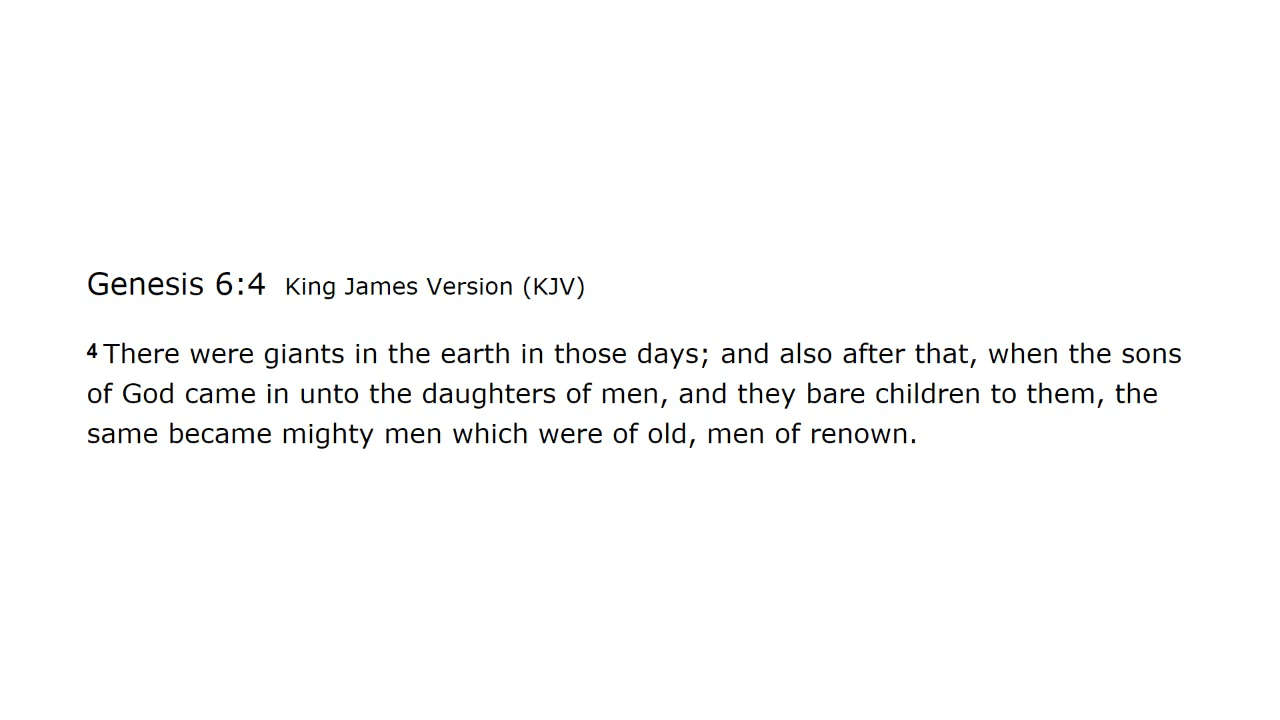 Genesis 6:4 King James Version (KJV)
4 There were giants in the earth in those days; and also after that, when the sons
of God came in unto the daughters of men, and they bare children to them, the
same became mighty men which were of old, men of renown.